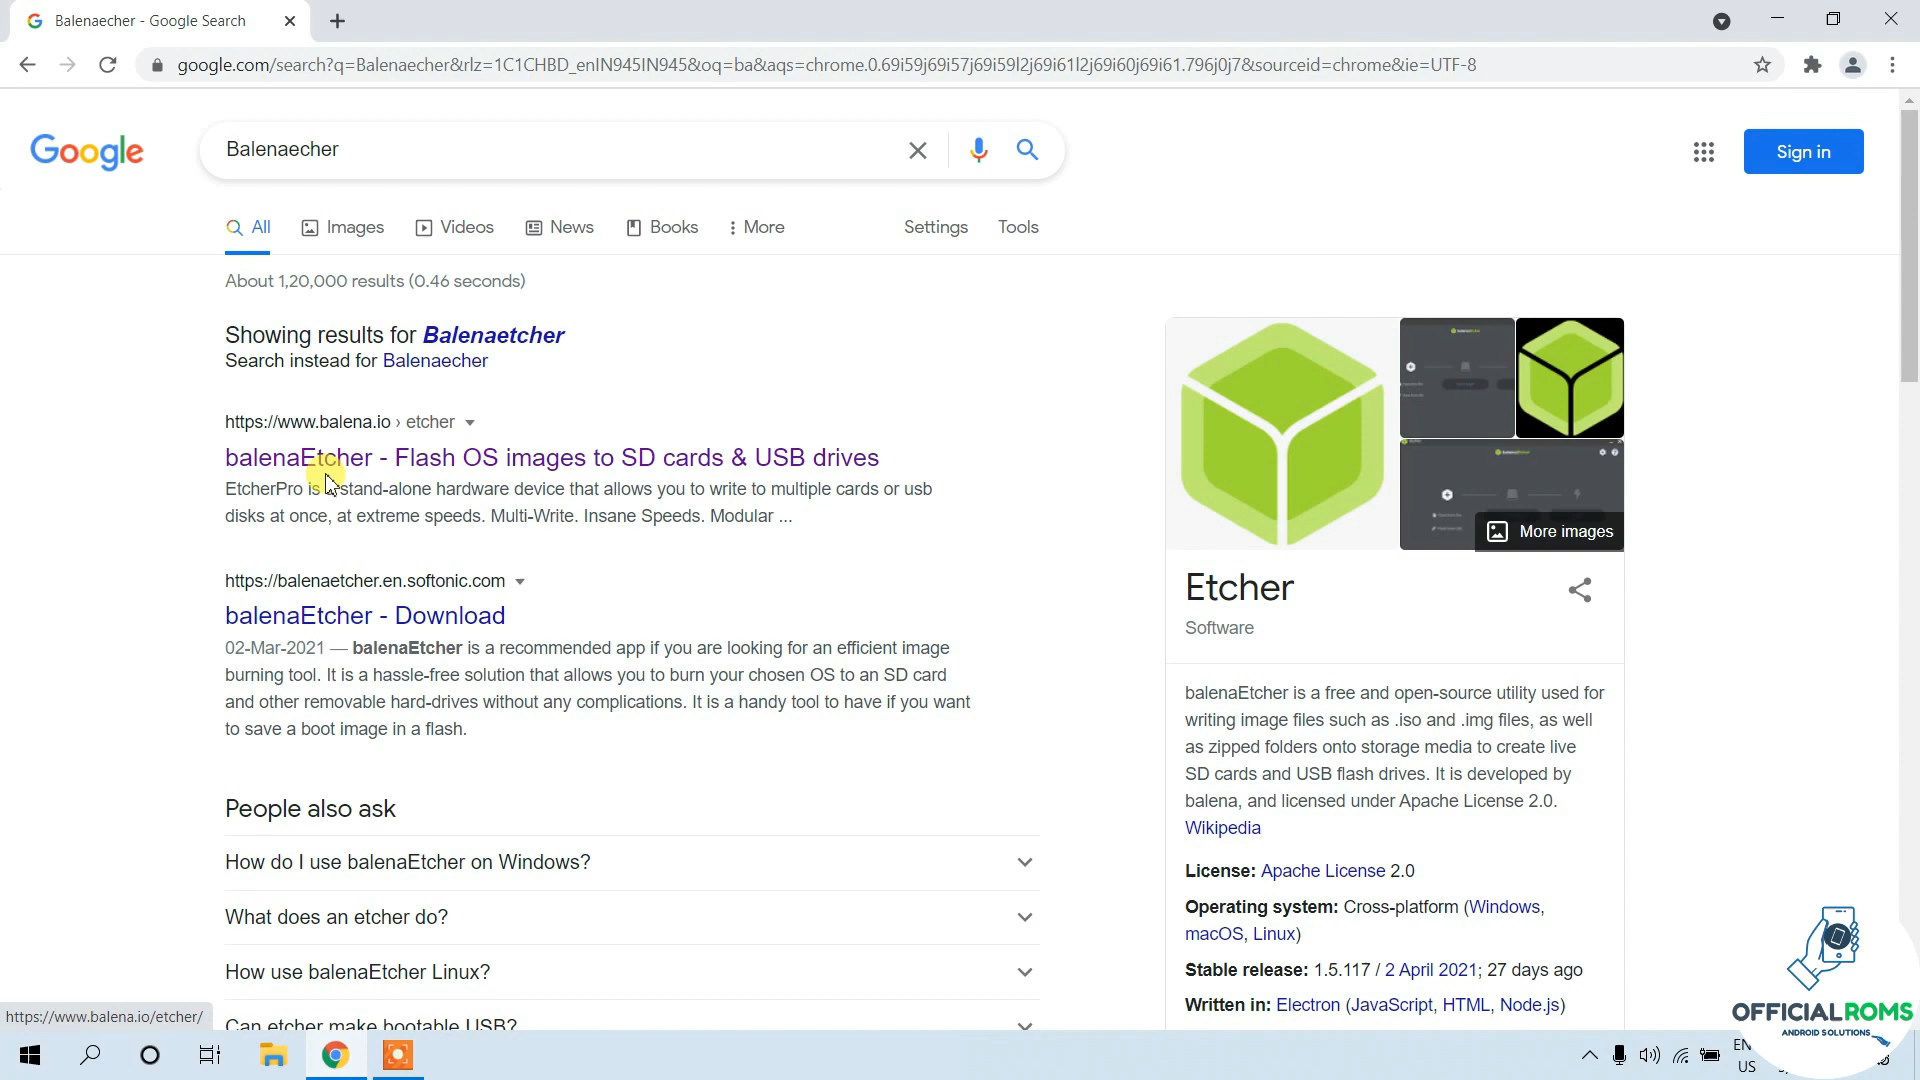 Balenaecher - Google Search
google.com/search?q=Balenaecher&rlz=1C1CHBD_enIN945IN945&oq=ba&aqs=chrome.0.69i59j69i57j69i59l2j69i61l2j69i60j69i61.796j0j7&sourceid=chrome&ie=UTF-8
Google
Balenaecher
Sign in
All Images Videos News Books More Settings Tools
About 1,20,000 results (0.46 seconds)
Showing results for Balenaetcher
Search instead for Balenaecher
https://www.balena.io › etcher
balenaEtcher - Flash OS images to SD cards & USB drives
EtcherPro is stand-alone hardware device that allows you to write to multiple cards or usb
disks at once, at extreme speeds. Multi-Write. Insane Speeds. Modular ...
https://balenaetcher.en.softonic.com
balenaEtcher - Download
02-Mar-2021 — balenaEtcher is a recommended app if you are looking for an efficient image
burning tool. It is a hassle-free solution that allows you to burn your chosen OS to an SD card
and other removable hard-drives without any complications. It is a handy tool to have if you want
to save a boot image in a flash.
People also ask
How do I use balenaEtcher on Windows?
What does an etcher do?
How use balenaEtcher Linux?
Can etcher make bootable USB?
More images
Etcher
Software
balenaEtcher is a free and open-source utility used for
writing image files such as .iso and .img files, as well
as zipped folders onto storage media to create live
SD cards and USB flash drives. It is developed by
balena, and licensed under Apache License 2.0.
Wikipedia
License: Apache License 2.0
Operating system: Cross-platform (Windows,
macOS, Linux)
Stable release: 1.5.117 / 2 April 2021; 27 days ago
Written in: Electron (JavaScript, HTML, Node.js)
https://www.balena.io/etcher/
OFFICIALROMS
ANDROID SOLUTIONS
EN
US